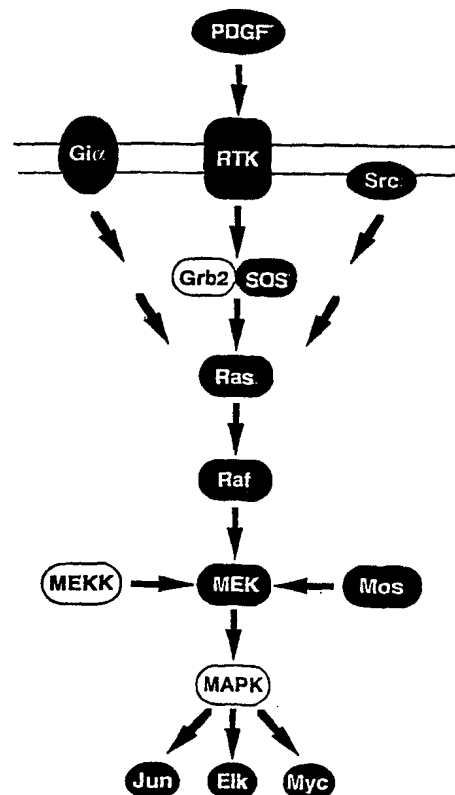 PDGF
Giα
RTK
Src
Grb2 SOS
Ras
Raf
MEKK MEK Mos
MAPK
Jun Elk Myc